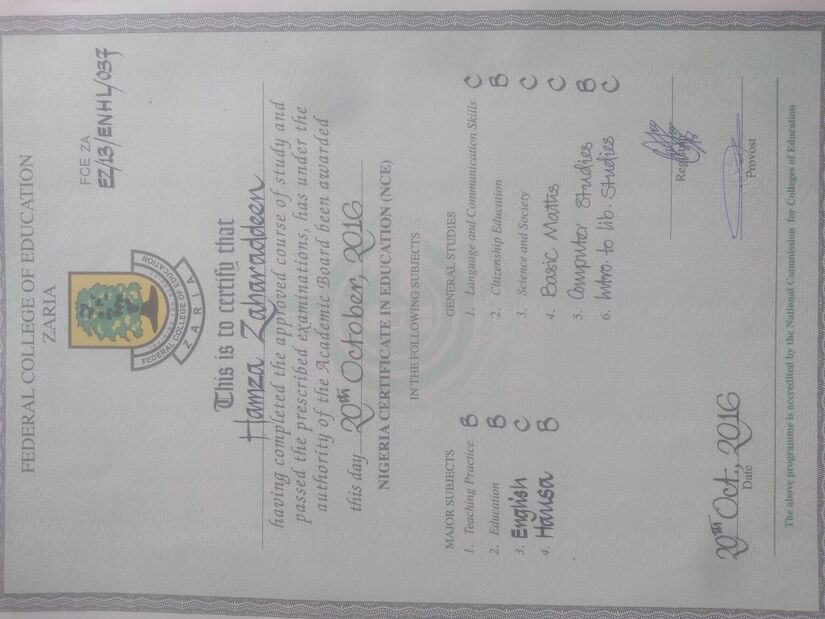 FEDERAL COLLEGE OF EDUCATION
ZARIA
FCE ZA
EZ/13/ENHL/037
FEDERAL COLLEGE OF EDUCATION
ZARIA
This is to certify that
Hamza Zaharaddeen
having completed the approved course of study and
passed the prescribed examinations, has under the
authority of the Academic Board been awarded
this day 20th October, 2016
NIGERIA CERTIFICATE IN EDUCATION (NCE)
IN THE FOLLOWING SUBJECTS
MAJOR SUBJECTS
1. Teaching Practice B
2. Education B
3. English C
4. Hausa B
GENERAL STUDIES
1. Language and Communication Skills C
2. Citizenship Education B
3. Science and Society C
4. Basic Maths C
5. Computer Studies B
6. Intro. to lib. Studies C
Registrar
20th Oct., 2016
Date
Provost
The above programme is accredited by the National Commission for Colleges of Education